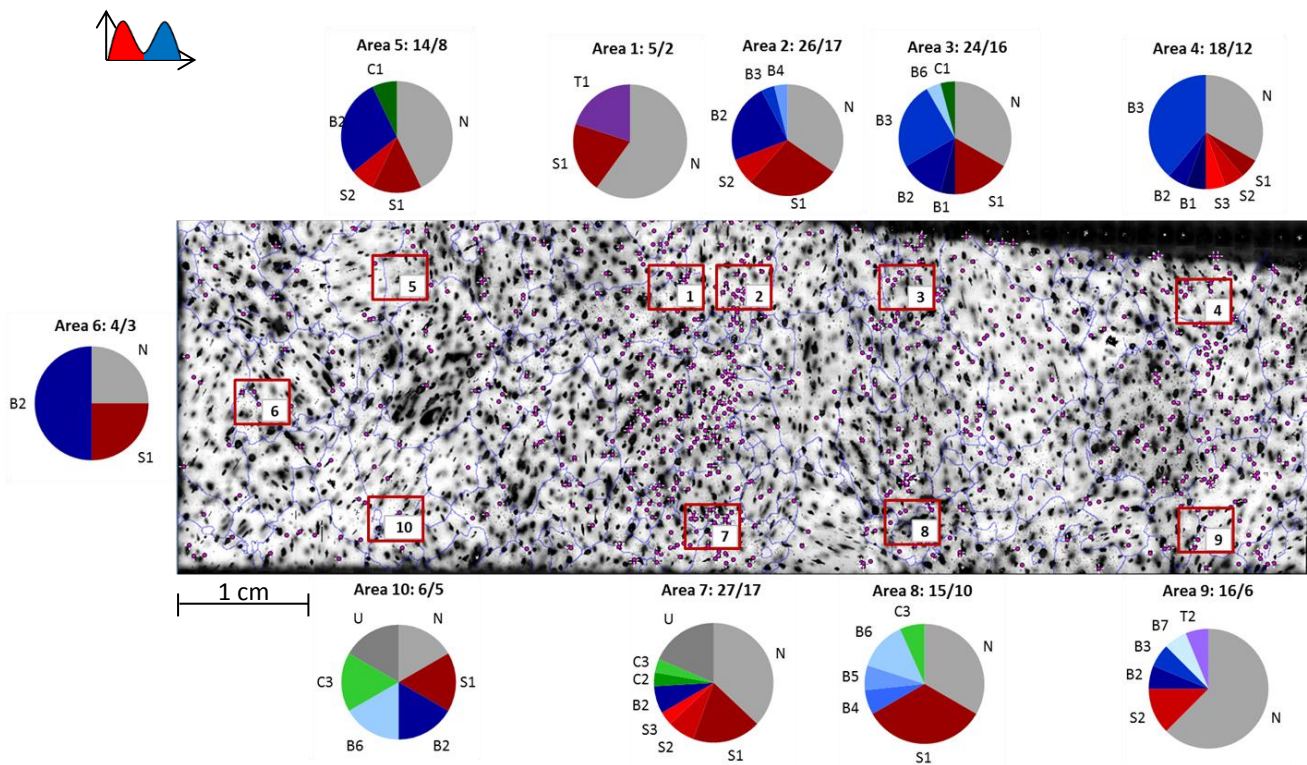 Area 5: 14/8
C1
N
B2
S2
S1
Area 1: 5/2
T1
S1
N
Area 2: 26/17
B3
B4
N
B2
S2
S1
Area 3: 24/16
B6
C1
N
B3
B2
B1
S1
Area 4: 18/12
B3
N
S1
B2
S2
B1
S3
5
1
2
3
4
Area 6: 4/3
N
B2
S1
6
10
7
8
9
1 cm
Area 10: 6/5
U
N
C3
S1
B6
B2
Area 7: 27/17
U
N
C3
C2
B2
S3
S2
S1
Area 8: 15/10
C3
B6
N
B5
B4
S1
Area 9: 16/6
T2
B7
B3
B2
S2
N